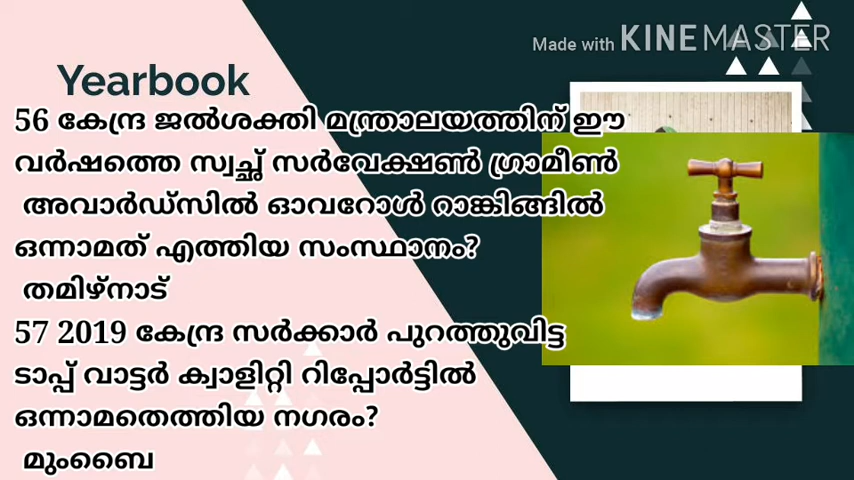 Made with KINEMASTER
Yearbook
56 കേന്ദ്ര ജൽശക്തി മന്ത്രാലയത്തിന് ഈ
വർഷത്തെ സ്വച്ഛ് സർവേക്ഷൺ ഗ്രാമീൺ
അവാർഡ്സിൽ ഓവറോൾ റാങ്കിങ്ങിൽ
ഒന്നാമത് എത്തിയ സംസ്ഥാനം?
തമിഴ്നാട്
57 2019 കേന്ദ്ര സർക്കാർ പുറത്തുവിട്ട
ടാപ്പ് വാട്ടർ ക്വാളിറ്റി റിപ്പോർട്ടിൽ
ഒന്നാമതെത്തിയ നഗരം?
മുംബൈ